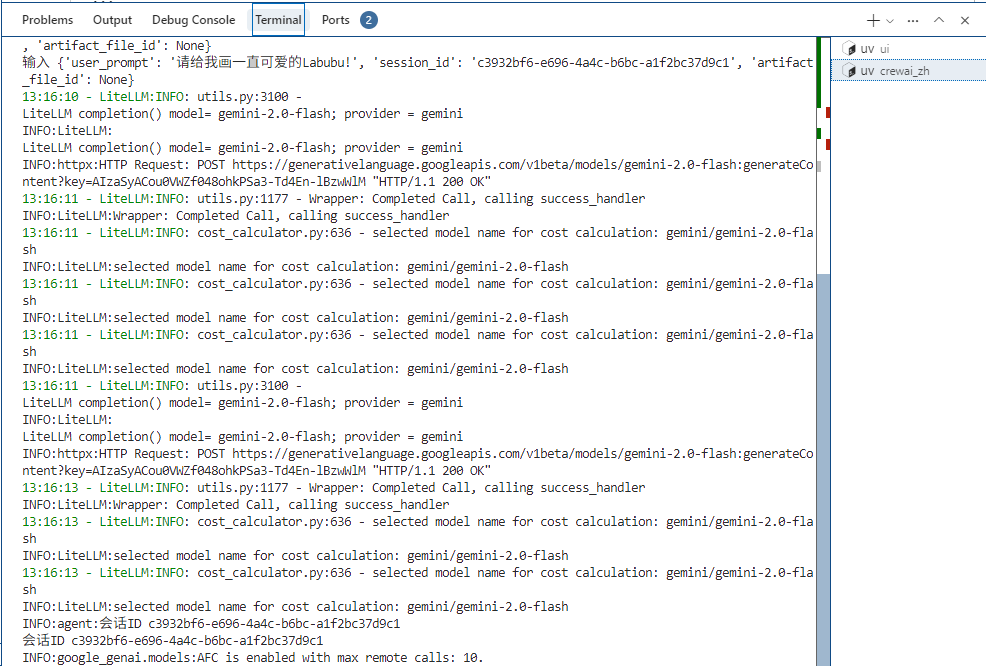 Problems Output Debug Console Terminal Ports 2
, 'artifact_file_id': None}
输入 {'user_prompt': '请给我画一直可爱的Labubu!', 'session_id': 'c3932bf6-e696-4a4c-b6bc-a1f2bc37d9c1', 'artifact
_file_id': None}
13:16:10 - LiteLLM:INFO: utils.py:3100 -
LiteLLM completion() model= gemini-2.0-flash; provider = gemini
INFO:LiteLLM:
LiteLLM completion() model= gemini-2.0-flash; provider = gemini
INFO:httpx:HTTP Request: POST https://generativelanguage.googleapis.com/v1beta/models/gemini-2.0-flash:generateCo
ntent?key=AIzaSyACou0VWZf048ohkPSa3-Td4En-lBzwWlM "HTTP/1.1 200 OK"
13:16:11 - LiteLLM:INFO: utils.py:1177 - Wrapper: Completed Call, calling success_handler
INFO:LiteLLM:Wrapper: Completed Call, calling success_handler
13:16:11 - LiteLLM:INFO: cost_calculator.py:636 - selected model name for cost calculation: gemini/gemini-2.0-fla
sh
INFO:LiteLLM:selected model name for cost calculation: gemini/gemini-2.0-flash
13:16:11 - LiteLLM:INFO: cost_calculator.py:636 - selected model name for cost calculation: gemini/gemini-2.0-fla
sh
INFO:LiteLLM:selected model name for cost calculation: gemini/gemini-2.0-flash
13:16:11 - LiteLLM:INFO: cost_calculator.py:636 - selected model name for cost calculation: gemini/gemini-2.0-fla
sh
INFO:LiteLLM:selected model name for cost calculation: gemini/gemini-2.0-flash
13:16:11 - LiteLLM:INFO: utils.py:3100 -
LiteLLM completion() model= gemini-2.0-flash; provider = gemini
INFO:LiteLLM:
LiteLLM completion() model= gemini-2.0-flash; provider = gemini
INFO:httpx:HTTP Request: POST https://generativelanguage.googleapis.com/v1beta/models/gemini-2.0-flash:generateCo
ntent?key=AIzaSyACou0VWZf048ohkPSa3-Td4En-lBzwWlM "HTTP/1.1 200 OK"
13:16:13 - LiteLLM:INFO: utils.py:1177 - Wrapper: Completed Call, calling success_handler
INFO:LiteLLM:Wrapper: Completed Call, calling success_handler
13:16:13 - LiteLLM:INFO: cost_calculator.py:636 - selected model name for cost calculation: gemini/gemini-2.0-fla
sh
INFO:LiteLLM:selected model name for cost calculation: gemini/gemini-2.0-flash
13:16:13 - LiteLLM:INFO: cost_calculator.py:636 - selected model name for cost calculation: gemini/gemini-2.0-fla
sh
INFO:LiteLLM:selected model name for cost calculation: gemini/gemini-2.0-flash
INFO:agent:会话ID c3932bf6-e696-4a4c-b6bc-a1f2bc37d9c1
会话ID c3932bf6-e696-4a4c-b6bc-a1f2bc37d9c1
INFO:google_genai.models:AFC is enabled with max remote calls: 10.
uv ui
uv crewai_zh